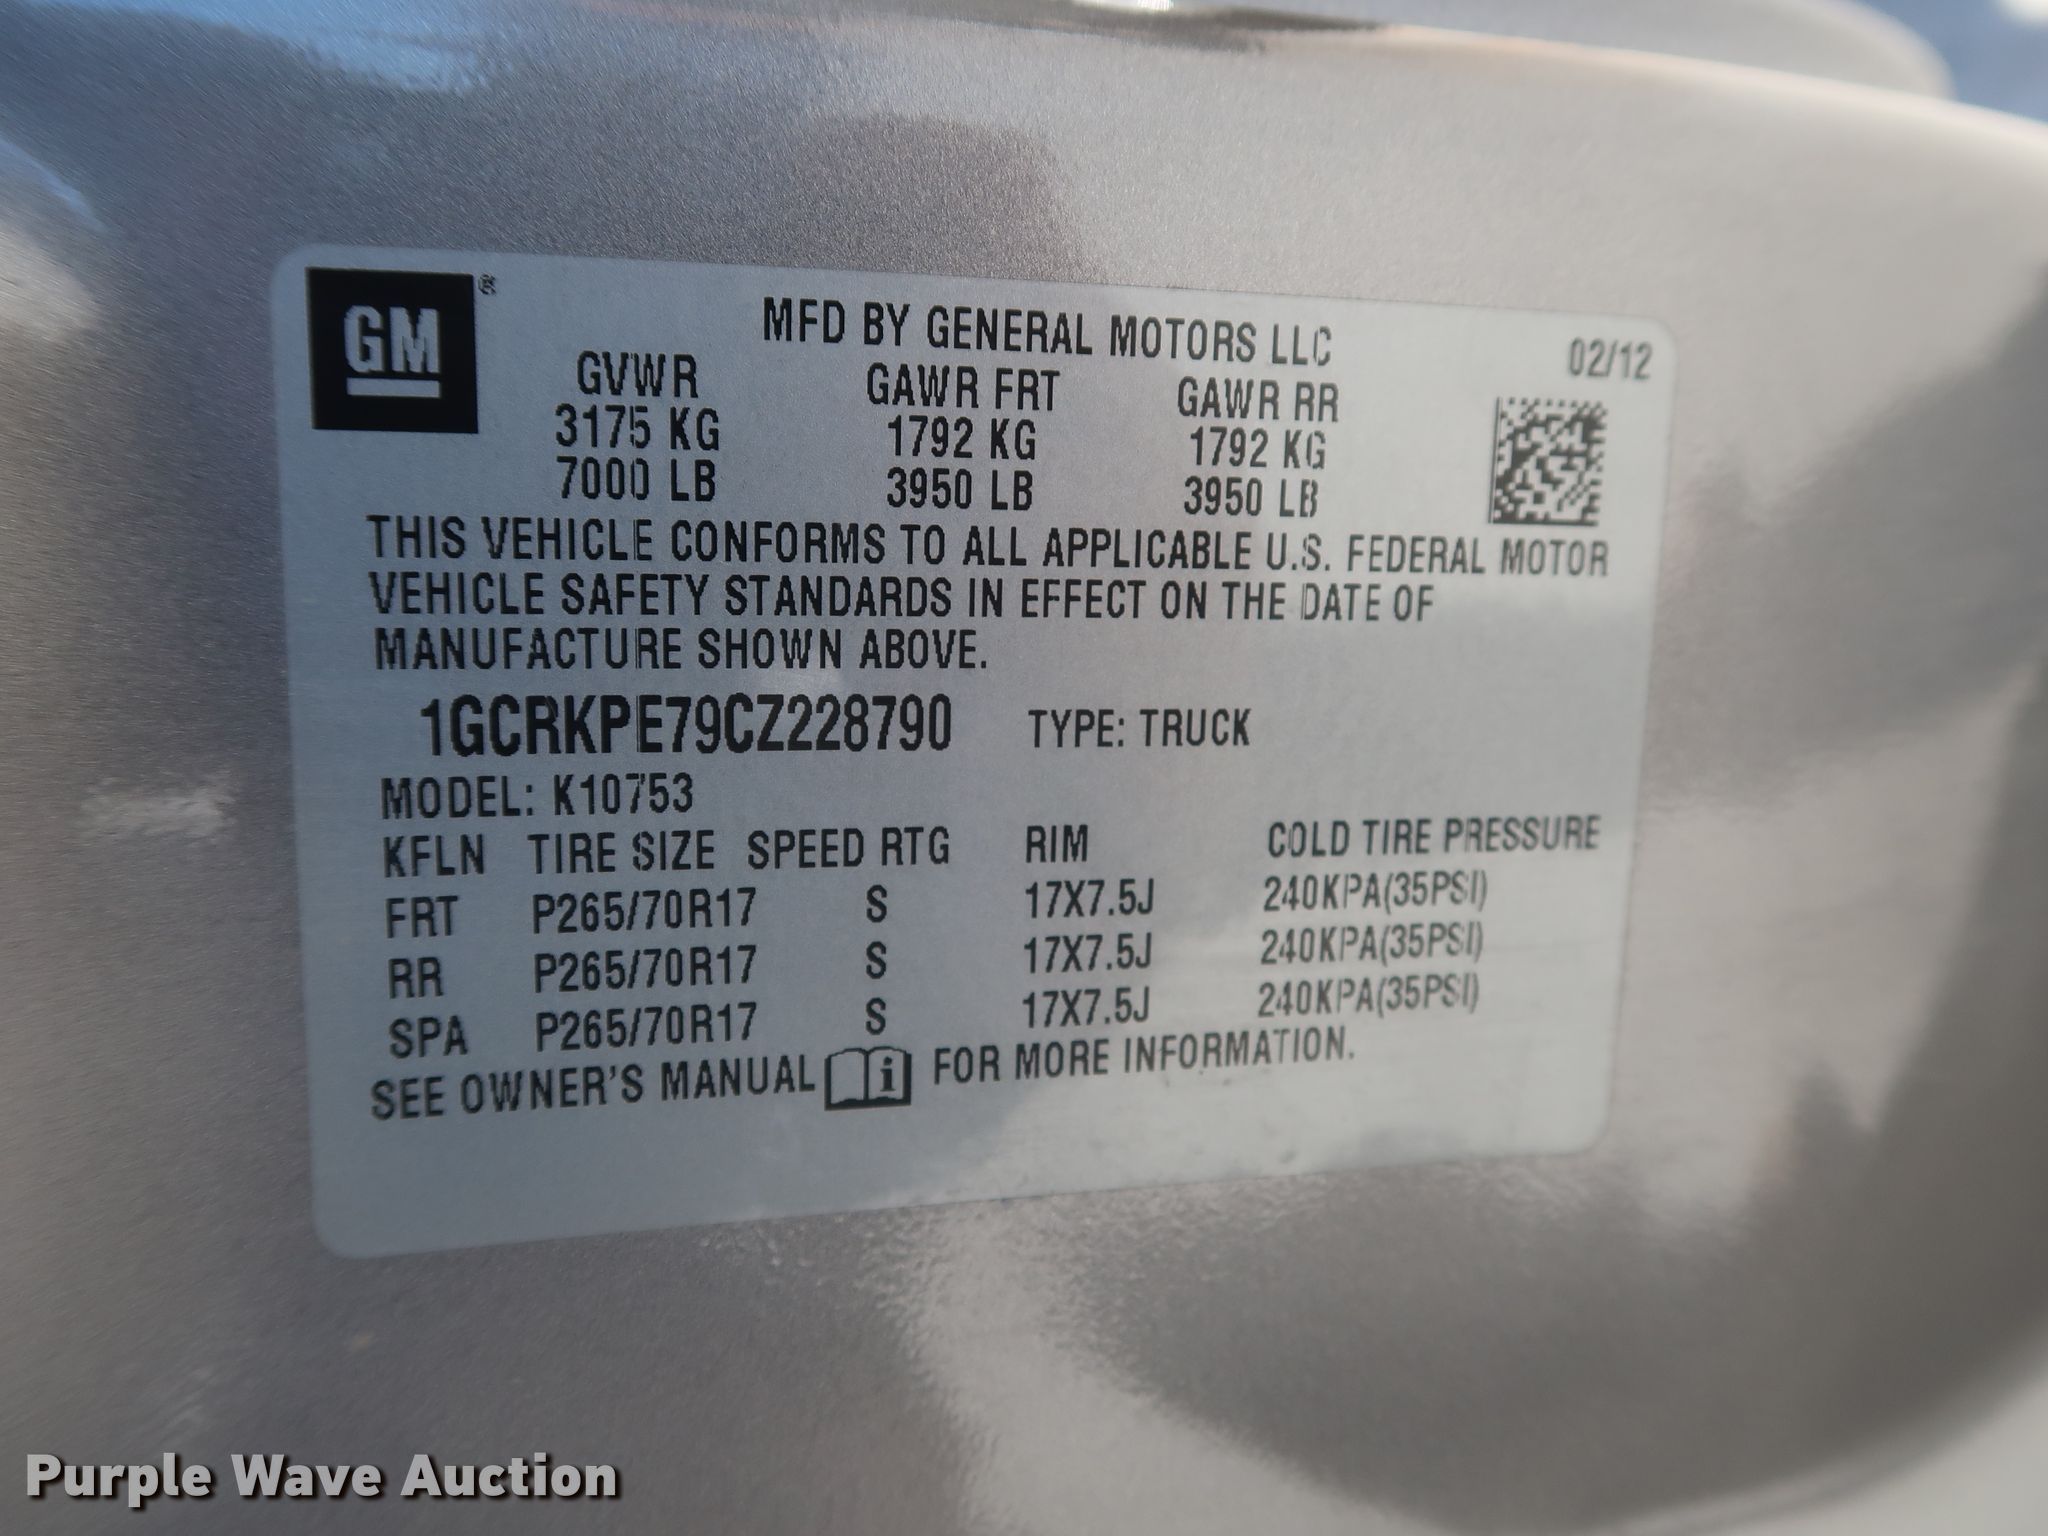 GM®
MFD BY GENERAL MOTORS LLC 02/12
GVWR GAWR FRT GAWR RR
3175 KG 1792 KG 1792 KG
7000 LB 3950 LB 3950 LB
THIS VEHICLE CONFORMS TO ALL APPLICABLE U.S. FEDERAL MOTOR
VEHICLE SAFETY STANDARDS IN EFFECT ON THE DATE OF
MANUFACTURE SHOWN ABOVE.
1GCRKPE79CZ228790 TYPE: TRUCK
MODEL: K10753
KFLN TIRE SIZE SPEED RTG RIM COLD TIRE PRESSURE
FRT P265/70R17 S 17X7.5J 240KPA(35PSI)
RR P265/70R17 S 17X7.5J 240KPA(35PSI)
SPA P265/70R17 S 17X7.5J 240KPA(35PSI)
SEE OWNER'S MANUAL i FOR MORE INFORMATION.
Purple Wave Auction